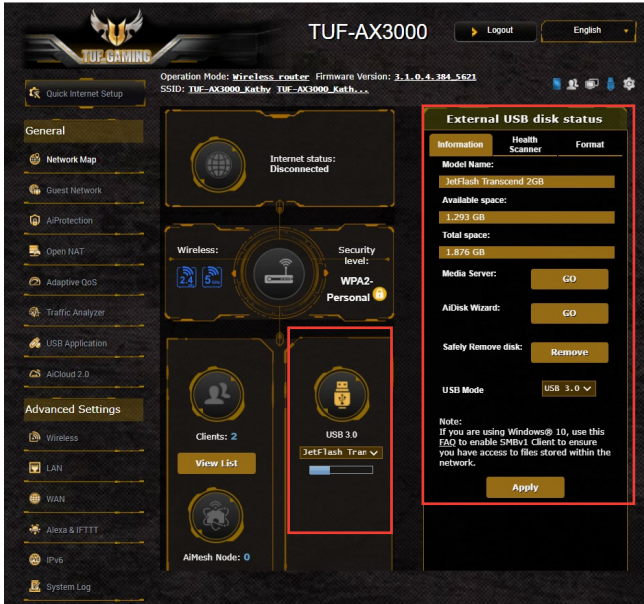 TUF GAMING
TUF-AX3000
Logout
English
Quick Internet Setup
Operation Mode: Wireless router Firmware Version: 3.1.0.4.384_5621
SSID: TUF-AX3000_Kathy TUF-AX3000_Kath...
General
Network Map
Guest Network
AiProtection
Open NAT
Adaptive QoS
Traffic Analyzer
USB Application
AiCloud 2.0
Advanced Settings
Wireless
LAN
WAN
Alexa & IFTTT
IPv6
System Log
Internet status:
Disconnected
Wireless:
2.4
5
Security
level:
WPA2-
Personal
Clients: 2
View List
AiMesh Node: 0
USB 3.0
JetFlash Tran
External USB disk status
Information
Health
Scanner
Format
Model Name:
JetFlash Transcend 2GB
Available space:
1.293 GB
Total space:
1.876 GB
Media Server:
GO
AiDisk Wizard:
GO
Safely Remove disk:
Remove
USB Mode
USB 3.0
Note:
If you are using Windows® 10, use this
FAQ to enable SMBv1 Client to ensure
you have access to files stored within the
network.
Apply